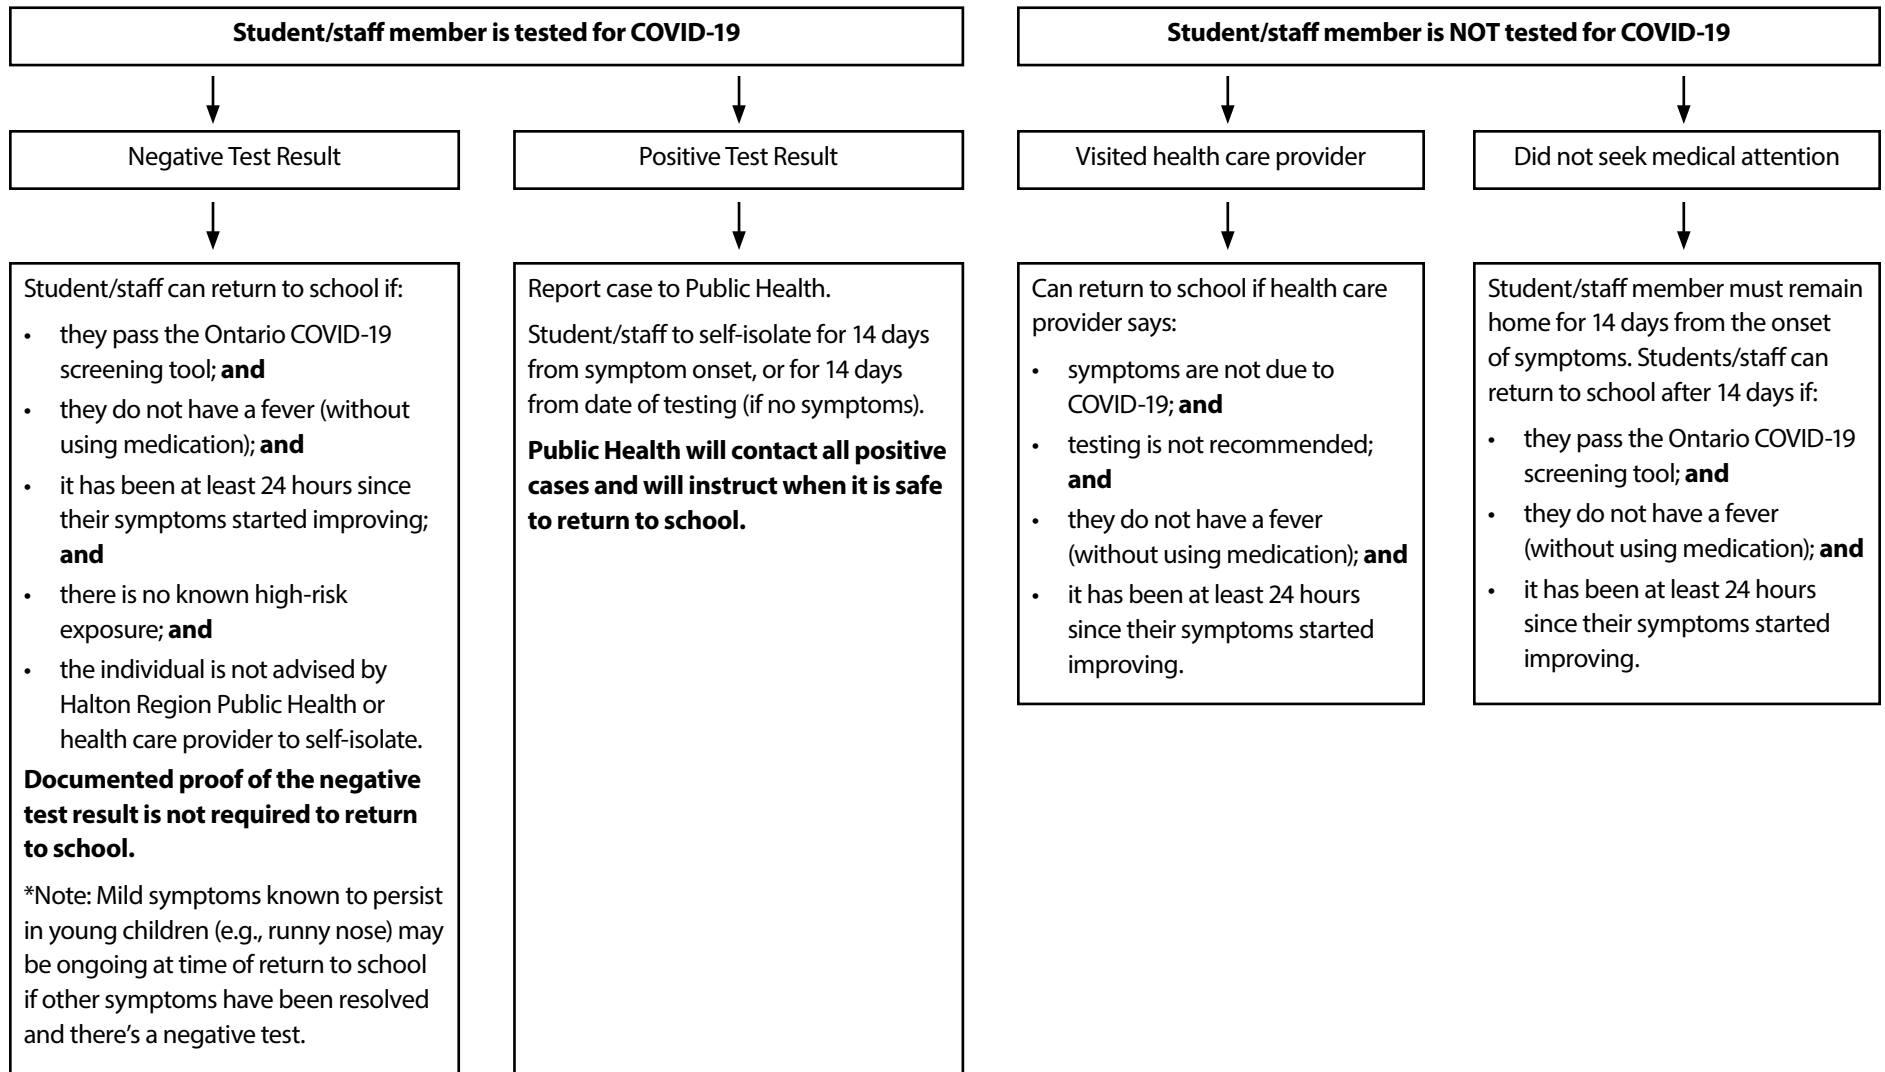 Student/staff member is tested for COVID-19
Negative Test Result
Student/staff can return to school if:
• they pass the Ontario COVID-19
screening tool; and
• they do not have a fever (without
using medication); and
• it has been at least 24 hours since
their symptoms started improving;
and
• there is no known high-risk
exposure; and
• the individual is not advised by
Halton Region Public Health or
health care provider to self-isolate.
Documented proof of the negative
test result is not required to return
to school.
*Note: Mild symptoms known to persist
in young children (e.g., runny nose) may
be ongoing at time of return to school
if other symptoms have been resolved
and there's a negative test.
Positive Test Result
Report case to Public Health.
Student/staff to self-isolate for 14 days
from symptom onset, or for 14 days
from date of testing (if no symptoms).
Public Health will contact all positive
cases and will instruct when it is safe
to return to school.
Student/staff member is NOT tested for COVID-19
Visited health care provider
Can return to school if health care
provider says:
• symptoms are not due to
COVID-19; and
• testing is not recommended;
and
• they do not have a fever
(without using medication); and
• it has been at least 24 hours
since their symptoms started
improving.
Did not seek medical attention
Student/staff member must remain
home for 14 days from the onset
of symptoms. Students/staff can
return to school after 14 days if:
• they pass the Ontario COVID-19
screening tool; and
• they do not have a fever
(without using medication); and
• it has been at least 24 hours
since their symptoms started
improving.